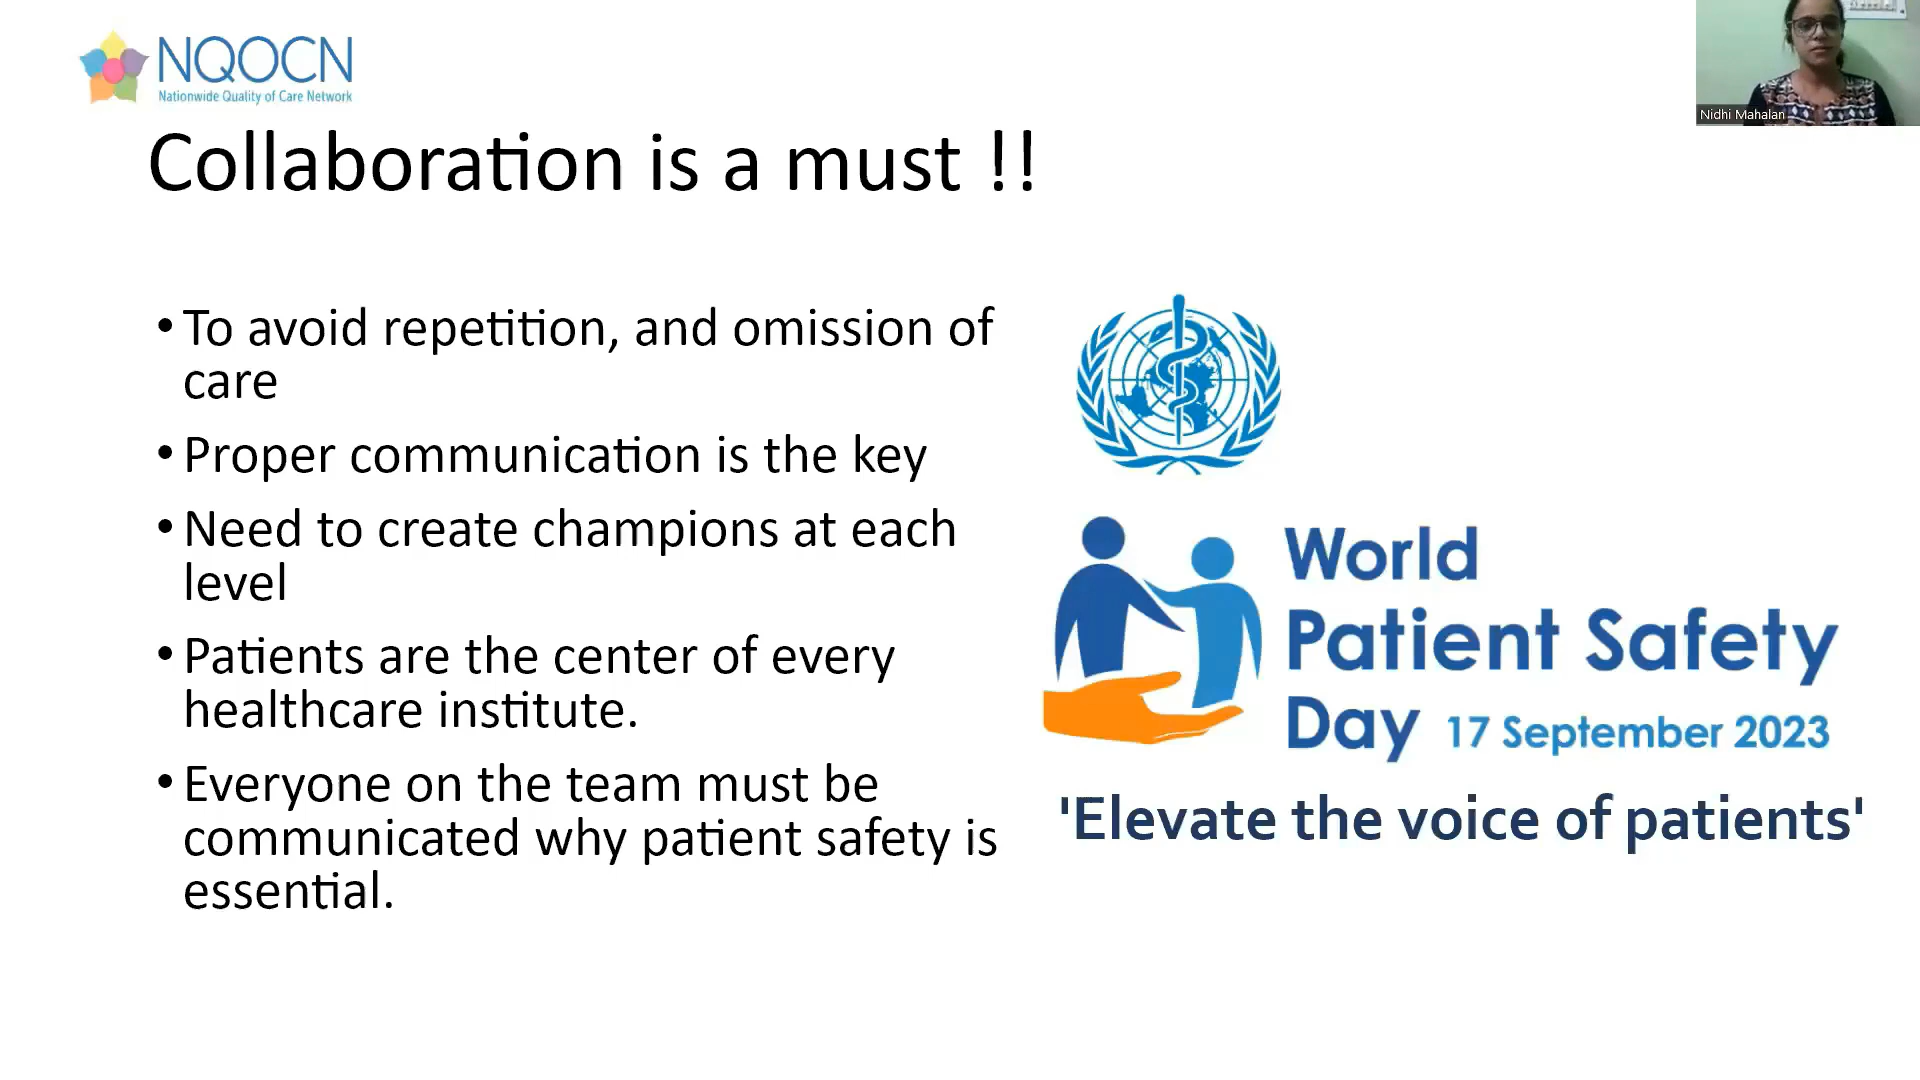 NQOCN
Nationwide Quality of Care Network
Nidhi Mahalan
Collaboration is a must !!
• To avoid repetition, and omission of
care
• Proper communication is the key
• Need to create champions at each
level
• Patients are the center of every
healthcare institute.
• Everyone on the team must be
communicated why patient safety is
essential.
World
Patient Safety
Day 17 September 2023
'Elevate the voice of patients'